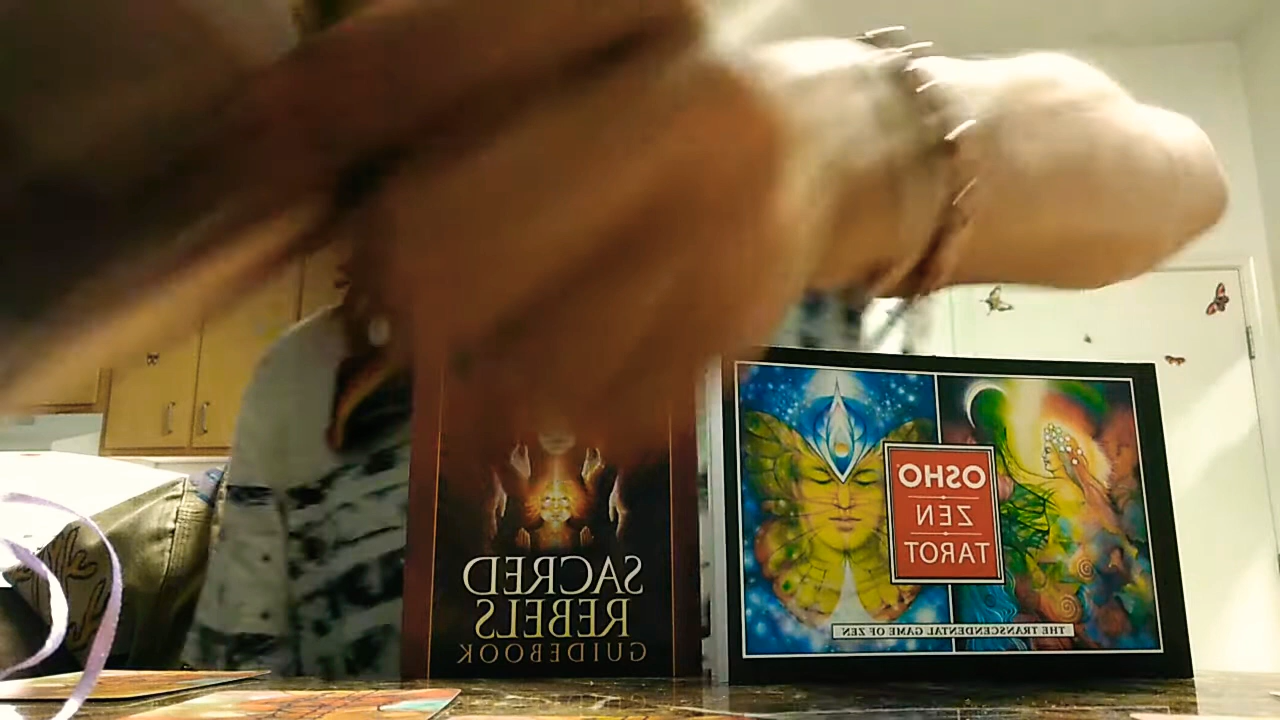 SACRED
REBELS
GUIDEBOOK
OSHO
ZEN
TAROT
THE TRANSCENDENTAL GAME OF ZEN